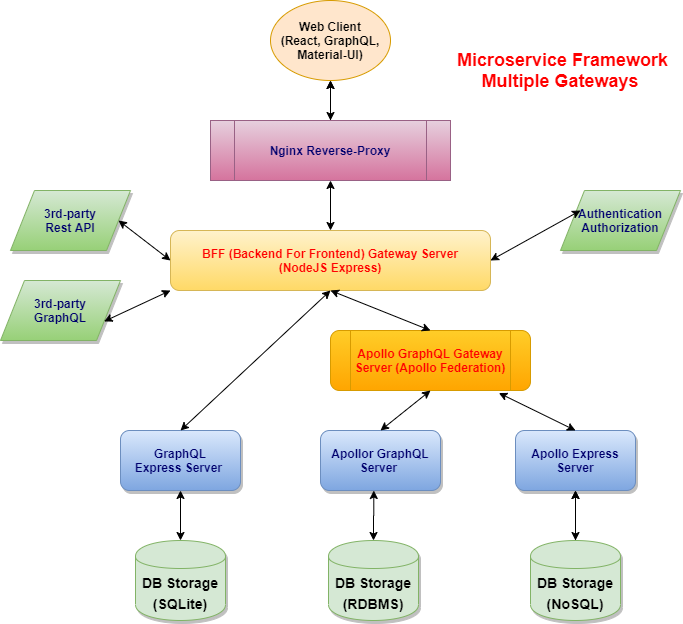 Web Client
(React, GraphQL,
Material-UI)
Microservice Framework
Multiple Gateways
Nginx Reverse-Proxy
3rd-party
Rest API
Authentication
Authorization
BFF (Backend For Frontend) Gateway Server
(NodeJS Express)
3rd-party
GraphQL
Apollo GraphQL Gateway
Server (Apollo Federation)
GraphQL
Express Server
Apollor GraphQL
Server
Apollo Express
Server
DB Storage
(SQLite)
DB Storage
(RDBMS)
DB Storage
(NoSQL)